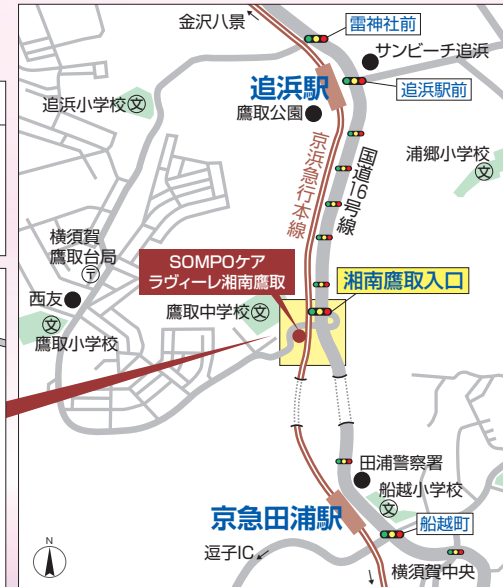 金沢八景
雷神社前
サンビーチ追浜
追浜駅
追浜駅前
追浜小学校
文
鷹取公園
京浜急行本線
国道16号線
浦郷小学校
文
横須賀
鷹取台局
〒
SOMPOケア
ラヴィーレ湘南鷹取
湘南鷹取入口
西友
鷹取中学校
文
文
鷹取小学校
田浦警察署
船越小学校
文
京急田浦駅
船越町
逗子IC
横須賀中央
N